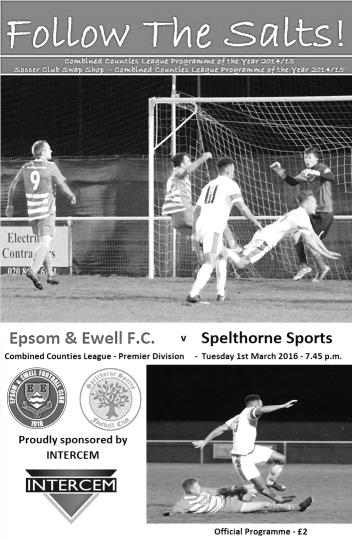 Follow The Salts!
Combined Counties League Programme of the Year 2014/15
Soccer Club Swap Shop - Combined Counties League Programme of the Year 2014/15
9
11
Electri
Contracto
020 8
Epsom & Ewell F.C. v Spelthorne Sports
Combined Counties League - Premier Division - Tuesday 1st March 2016 - 7.45 p.m.
EPSOM & EWELL FOOTBALL CLUB
1918
Spelthorne Sports
Football Club
Proudly sponsored by
INTERCEM
INTERCEM
Official Programme - £2